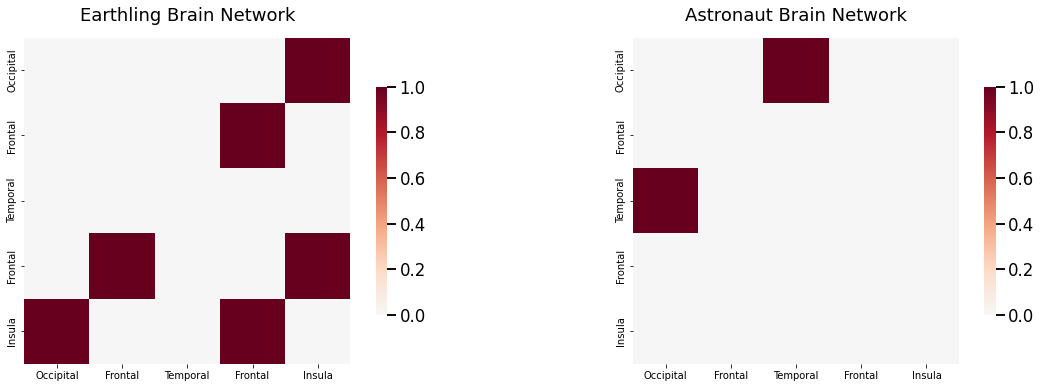 Earthling Brain Network
Occipital
Frontal
Temporal
Frontal
Insula
Occipital Frontal Temporal Frontal Insula
1.0
0.8
0.6
0.4
0.2
0.0
Astronaut Brain Network
Occipital
Frontal
Temporal
Frontal
Insula
Occipital Frontal Temporal Frontal Insula
1.0
0.8
0.6
0.4
0.2
0.0